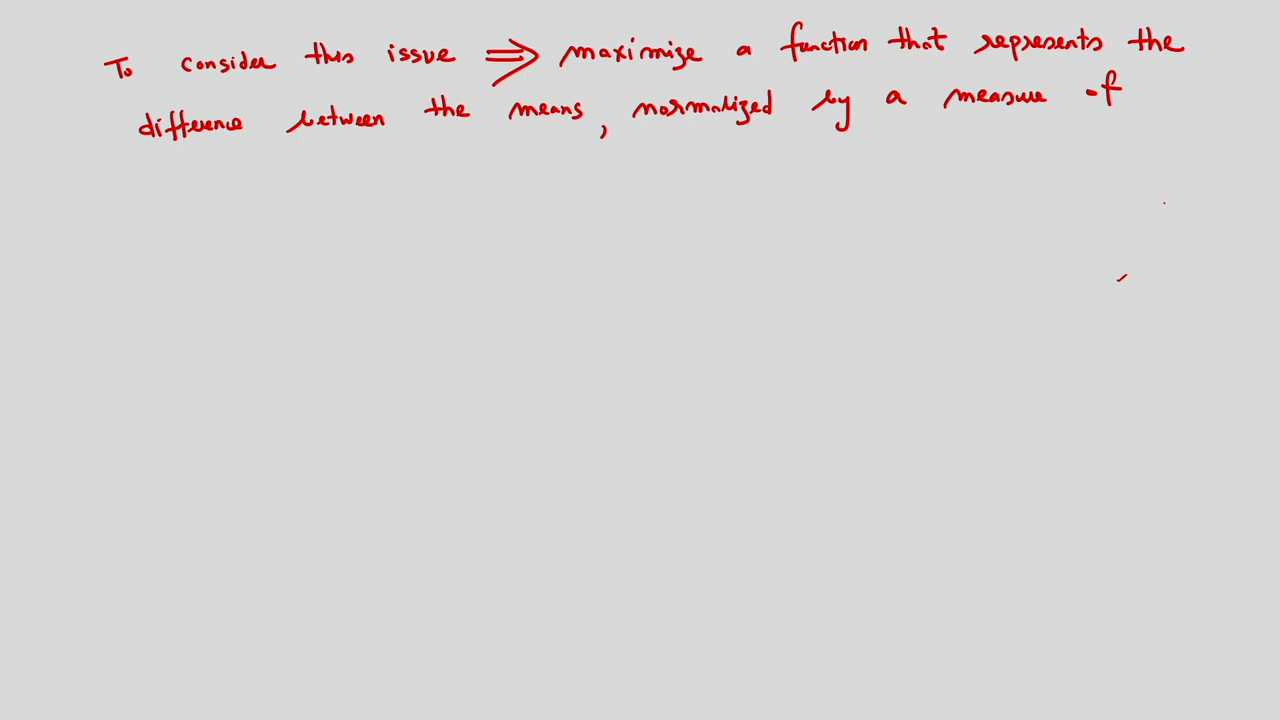 To consider this issue ⇒ maximize a function that represents the
difference between the means, normalized by a measure of